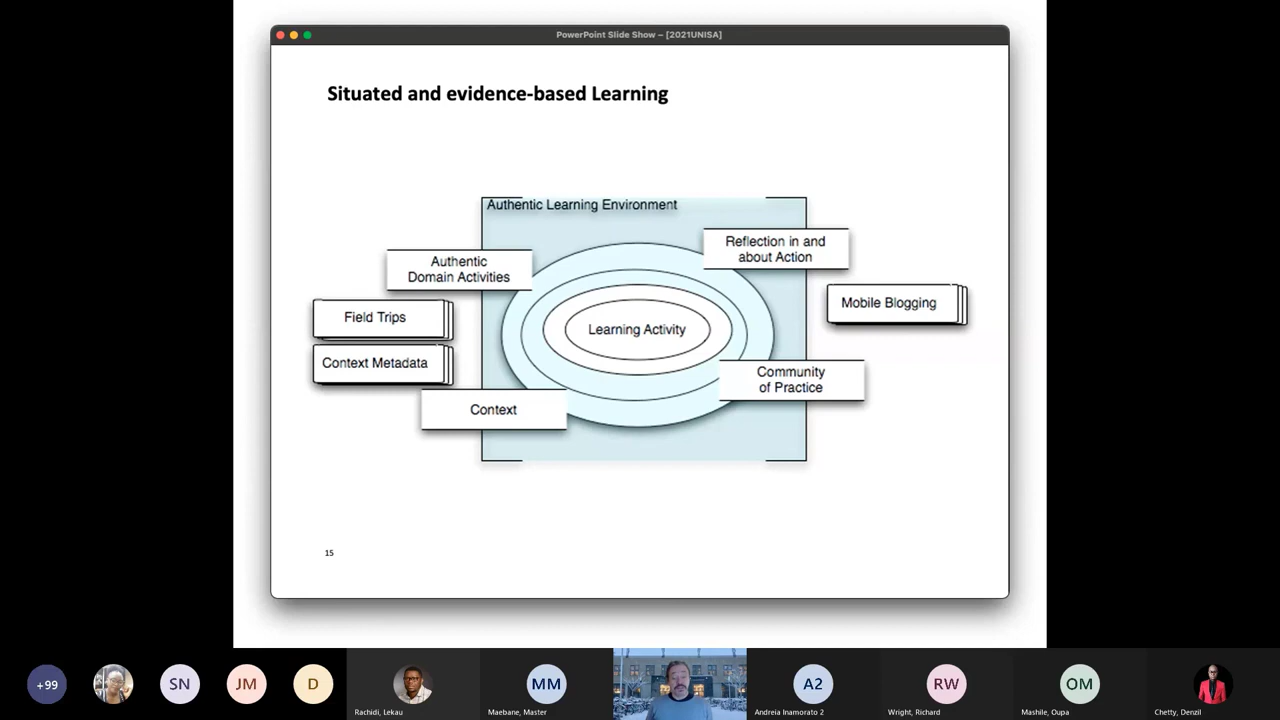 PowerPoint Slide Show – [2021UNISA]
Situated and evidence-based Learning
Authentic Learning Environment
Reflection in and
about Action
Authentic
Domain Activities
Mobile Blogging
Field Trips
Learning Activity
Context Metadata
Community
of Practice
Context
15
+99
SN
JM
D
MM
A2
RW
OM
Rachidi, Lekau
Maebane, Master
Andreia Inamorato 2
Wright, Richard
Mashile, Oupa
Chetty, Denzil